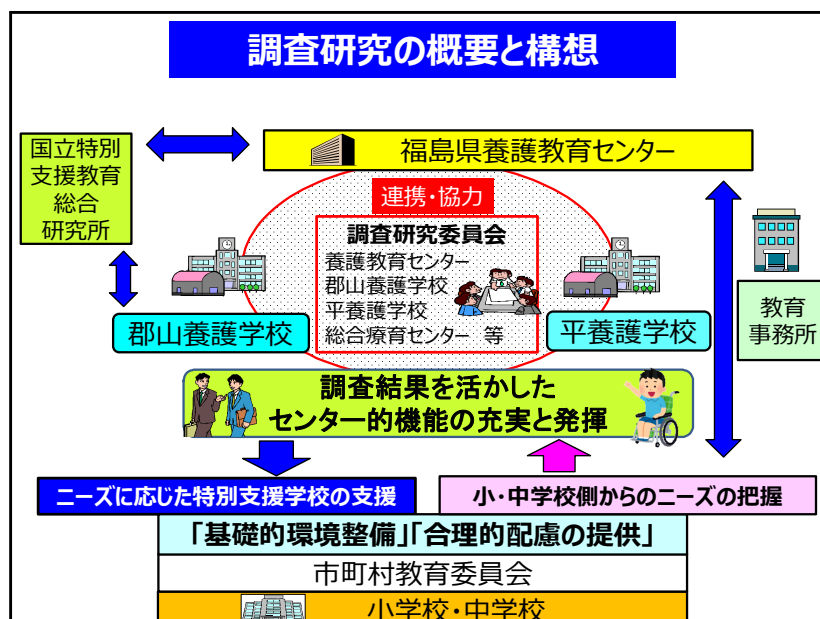 調査研究の概要と構想
国立特別
支援教育
総合
研究所
福島県養護教育センター
連携・協力
調査研究委員会
養護教育センター
郡山養護学校
平養護学校
総合療育センター 等
郡山養護学校
平養護学校
教育
事務所
調査結果を活かした
センター的機能の充実と発揮
ニーズに応じた特別支援学校の支援
小・中学校側からのニーズの把握
「基礎的環境整備」「合理的配慮の提供」
市町村教育委員会
小学校・中学校